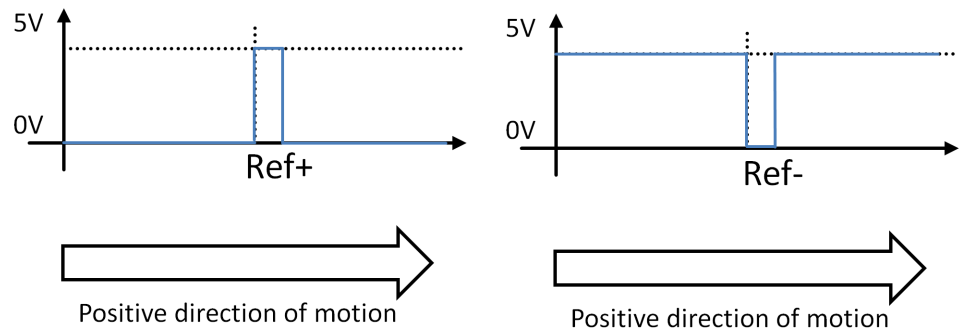 5V
0V
Ref+
Positive direction of motion
5V
0V
Ref-
Positive direction of motion